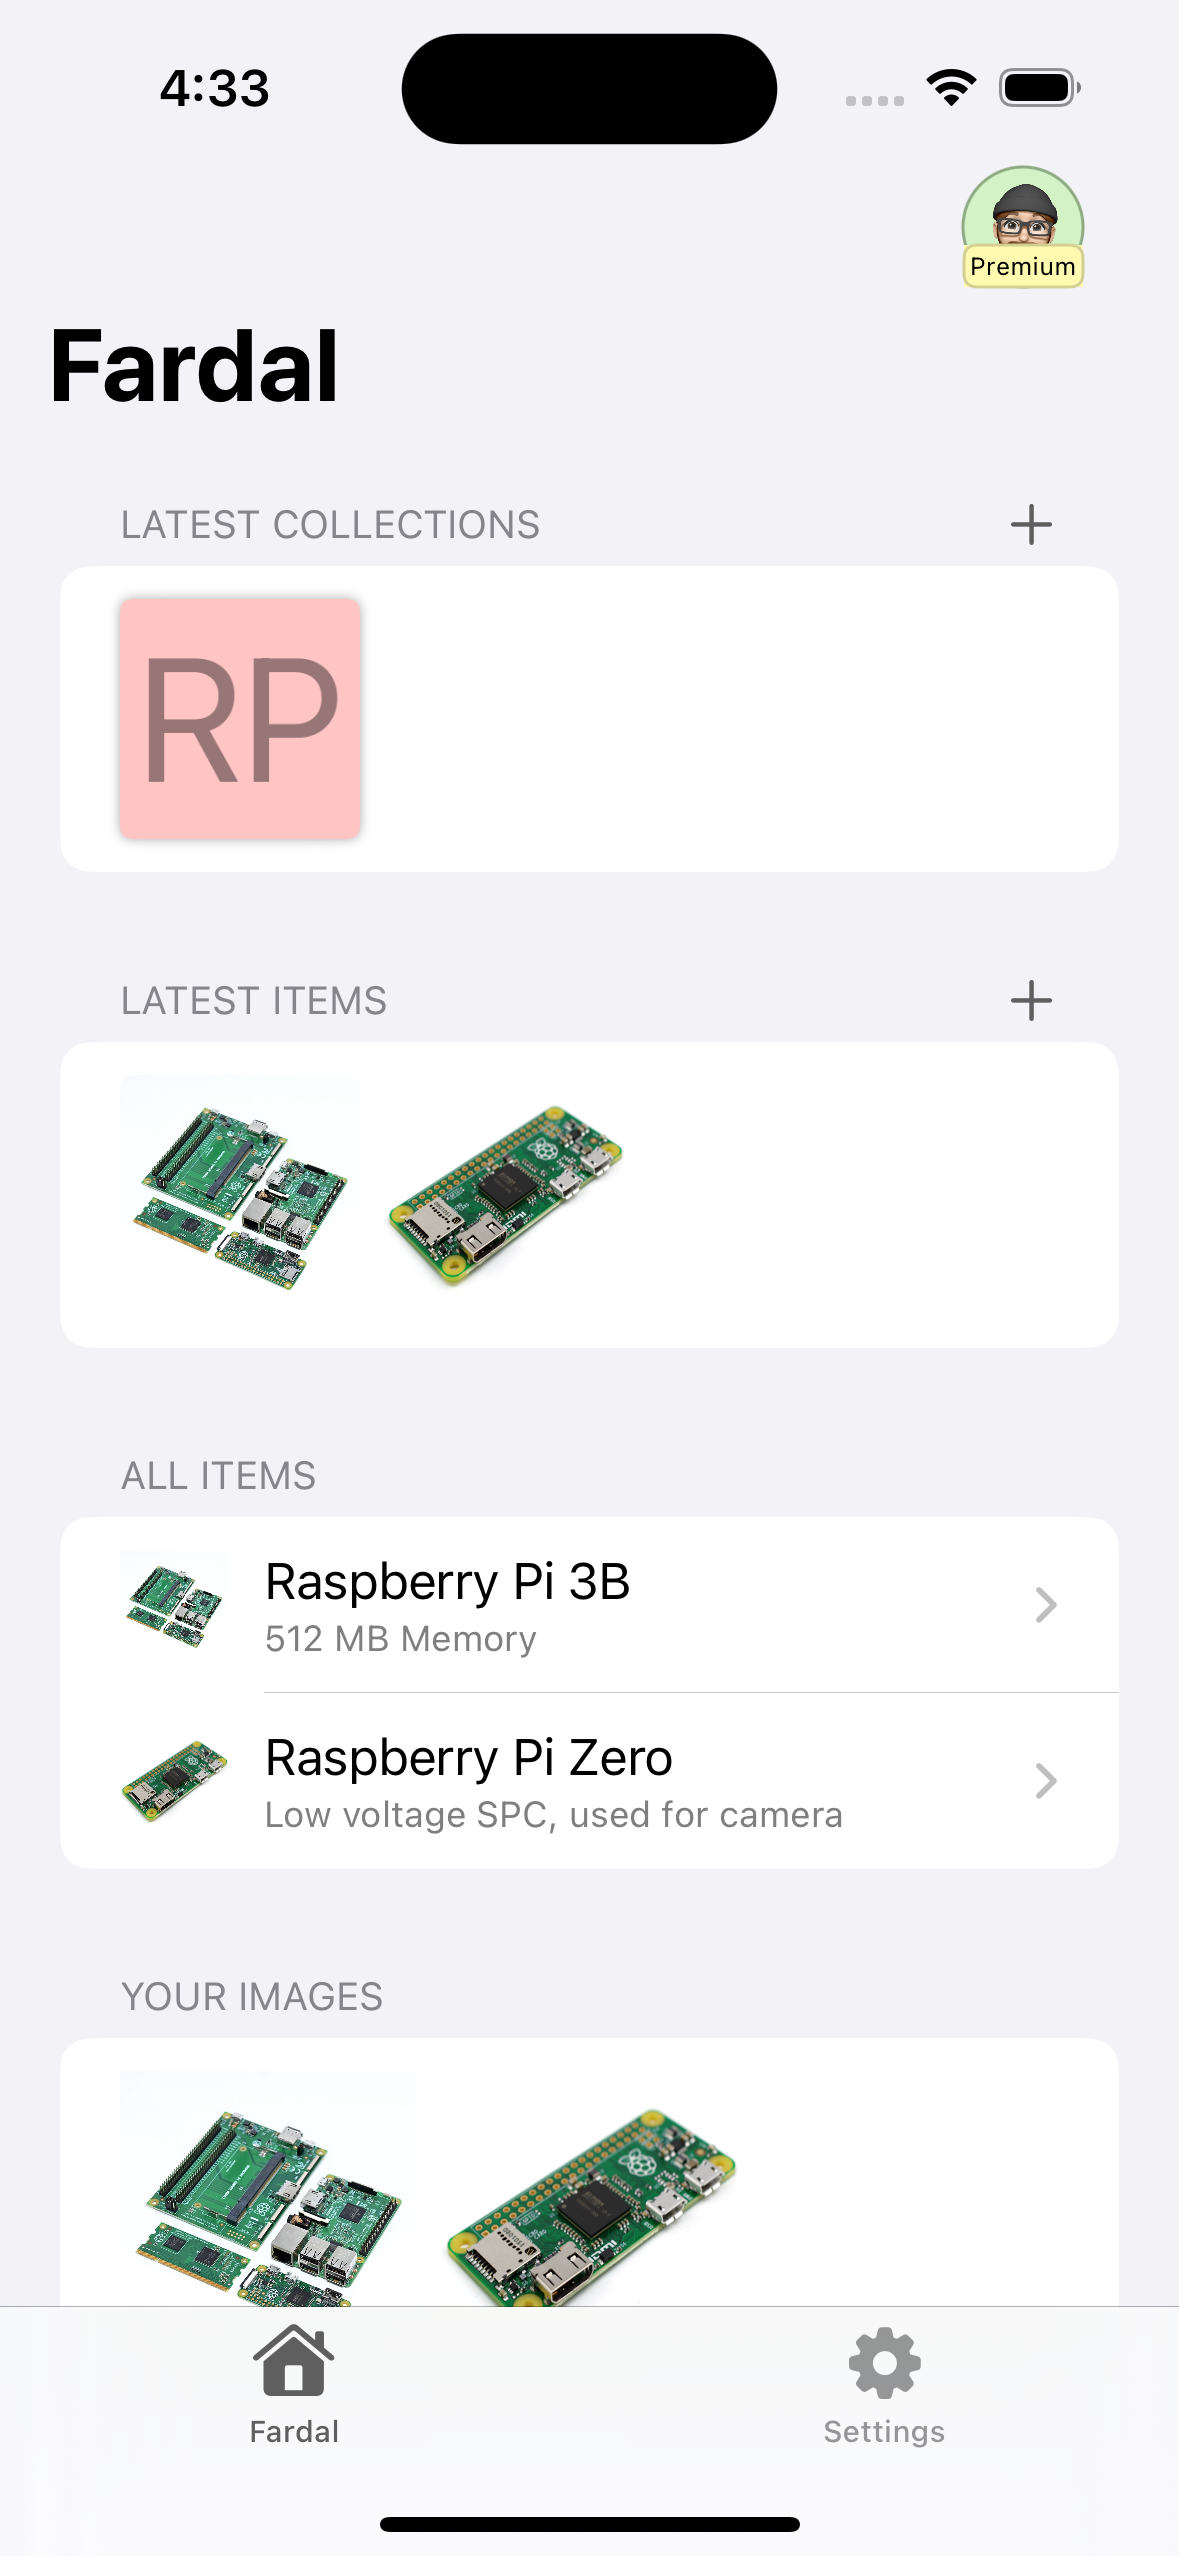 4:33
Premium
Fardal
LATEST COLLECTIONS
RP
LATEST ITEMS
ALL ITEMS
Raspberry Pi 3B
512 MB Memory
Raspberry Pi Zero
Low voltage SPC, used for camera
YOUR IMAGES
Fardal
Settings